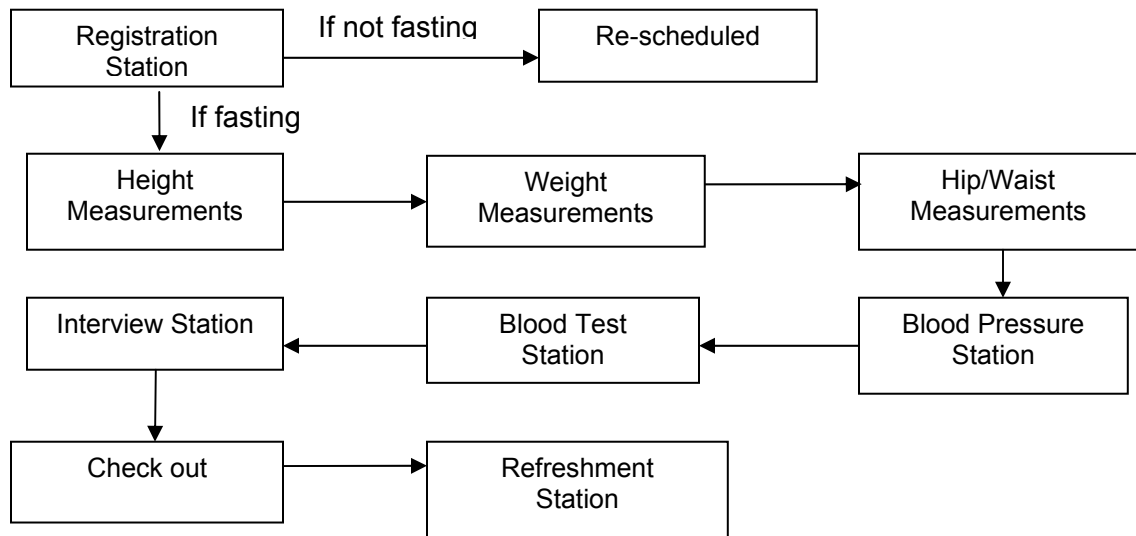 Registration
Station
If not fasting
Re-scheduled
If fasting
Height
Measurements
Weight
Measurements
Hip/Waist
Measurements
Blood Pressure
Station
Blood Test
Station
Interview Station
Check out
Refreshment
Station